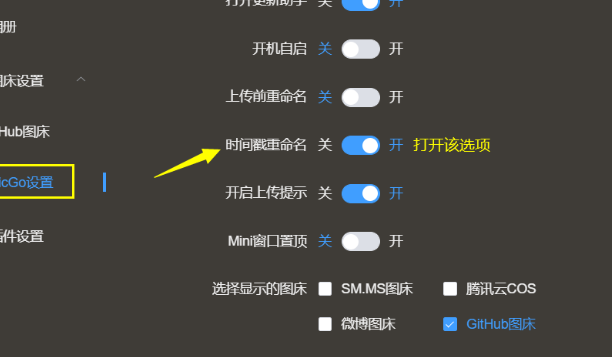 打开更新助手 关 开
相册
开机自启 关 开
图床设置
上传前重命名 关 开
Hub图床
时间戳重命名 关 开 打开该选项
icGo设置
开启上传提示 关 开
插件设置
Mini窗口置顶 关 开
选择显示的图床 SM.MS图床 腾讯云COS
微博图床 GitHub图床